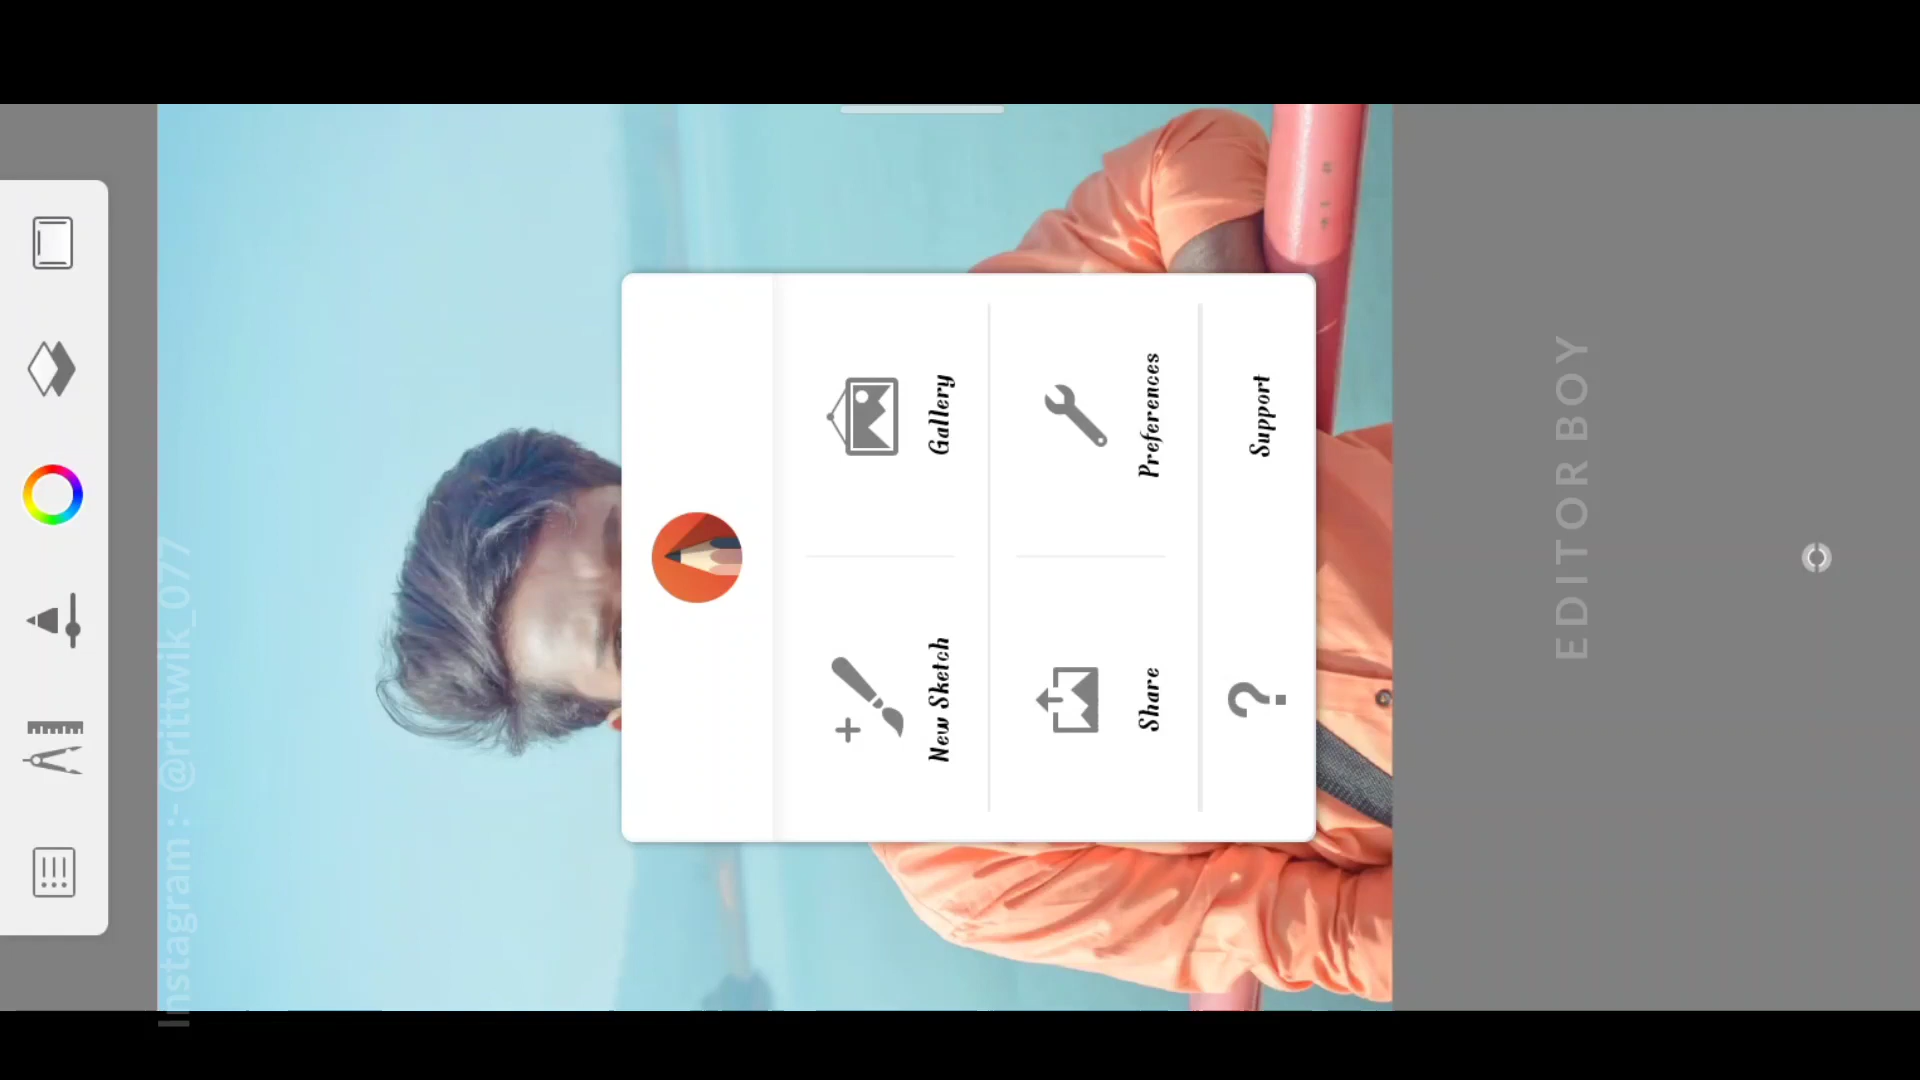 New Sketch
Gallery
Share
Preferences
?
Support
Instagram :- @rittwik_077
EDITOR BOY